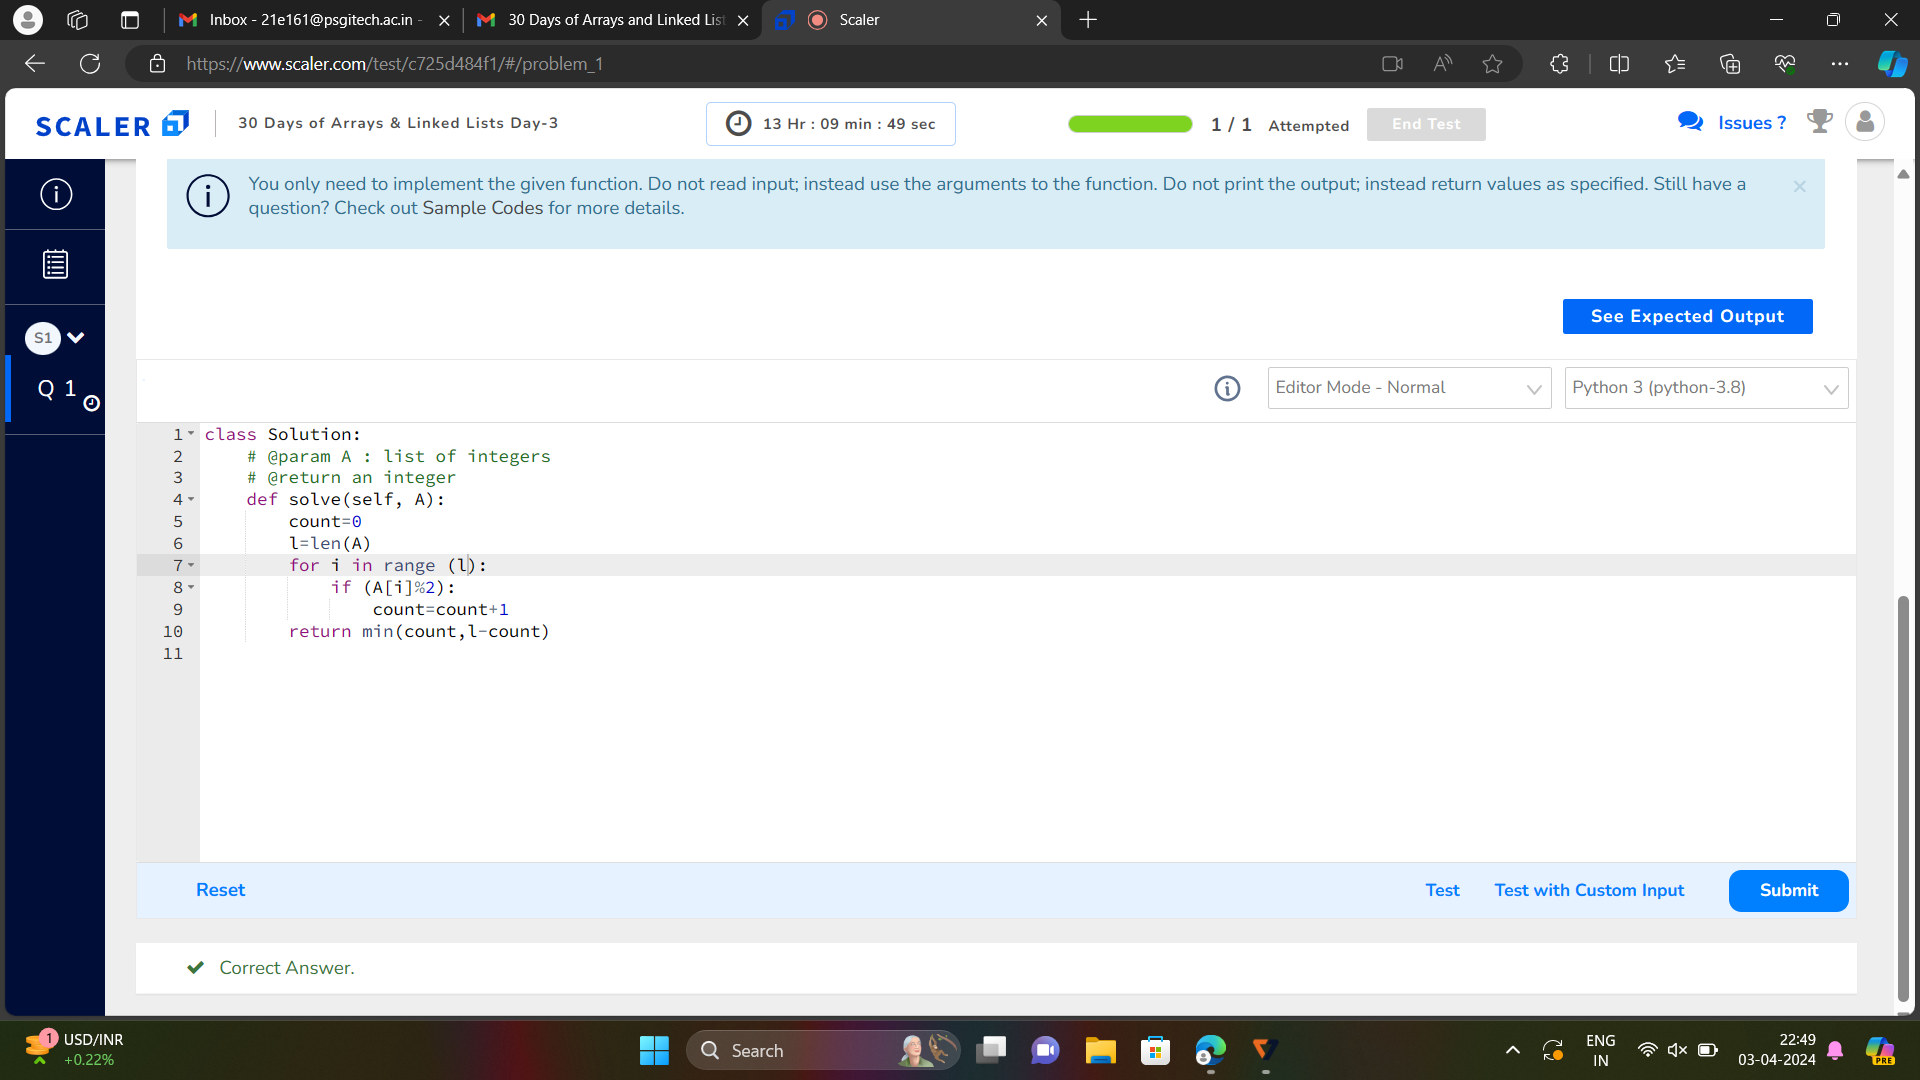 Inbox - 21e161@psgitech.ac.in -
30 Days of Arrays and Linked List
Scaler
https://www.scaler.com/test/c725d484f1/#/problem_1
SCALER
30 Days of Arrays & Linked Lists Day-3
13 Hr : 09 min : 49 sec
1 / 1 Attempted
End Test
Issues ?
You only need to implement the given function. Do not read input; instead use the arguments to the function. Do not print the output; instead return values as specified. Still have a
question? Check out Sample Codes for more details.
See Expected Output
S1
Q 1
Editor Mode - Normal
Python 3 (python-3.8)
1 class Solution:
2 # @param A : list of integers
3 # @return an integer
4 def solve(self, A):
5 count=0
6 l=len(A)
7 for i in range (l):
8 if (A[i]%2):
9 count=count+1
10 return min(count,l-count)
11
Reset
Test
Test with Custom Input
Submit
Correct Answer.
1
USD/INR
+0.22%
Search
ENG
IN
22:49
03-04-2024
PRE